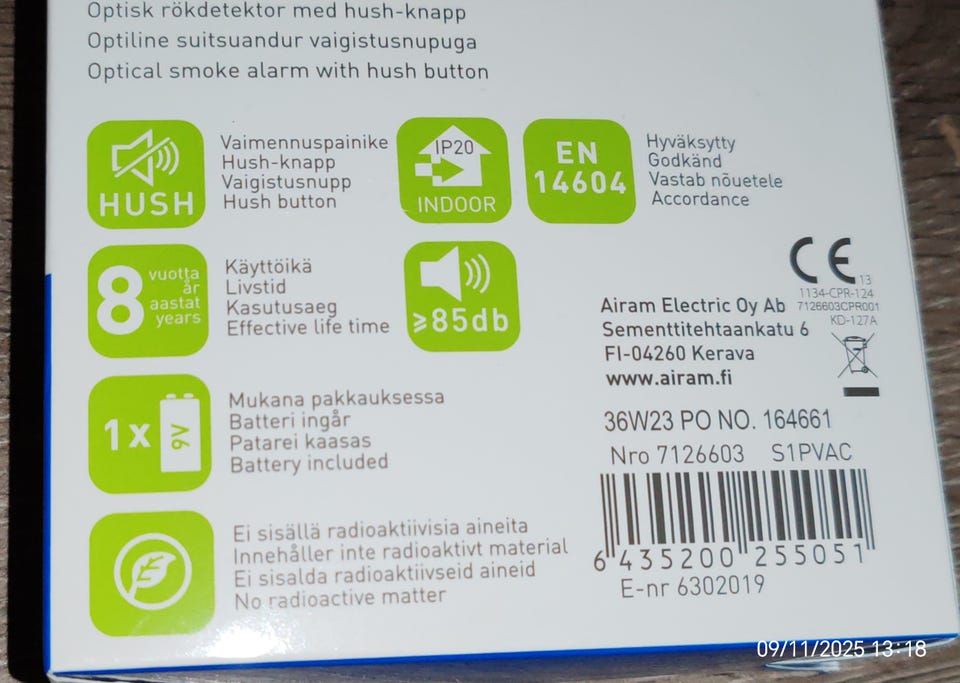 Optisk rökdetektor med hush-knapp
Optiline suitsuandur vaigistusnupuga
Optical smoke alarm with hush button
HUSH
Vaimennuspainike
Hush-knapp
Vaigistusnupp
Hush button
IP20
INDOOR
EN
14604
Hyväksytty
Godkänd
Vastab nõuetele
Accordance
8 vuotta
år
aastat
years
Käyttöikä
Livstid
Kasutusaeg
Effective life time
≥85db
CE
13
1134-CPR-124
7126603CPR001
KD-127A
Airam Electric Oy Ab
Sementtitehtaankatu 6
FI-04260 Kerava
www.airam.fi
1x 9V
Mukana pakkauksessa
Batteri ingår
Patarei kaasas
Battery included
36W23 PO NO. 164661
Nro 7126603 S1PVAC
6 435200 255051
E-nr 6302019
Ei sisällä radioaktiivisia aineita
Innehåller inte radioaktivt material
Ei sisalda radioaktiivseid aineid
No radioactive matter
09/11/2025 13:18